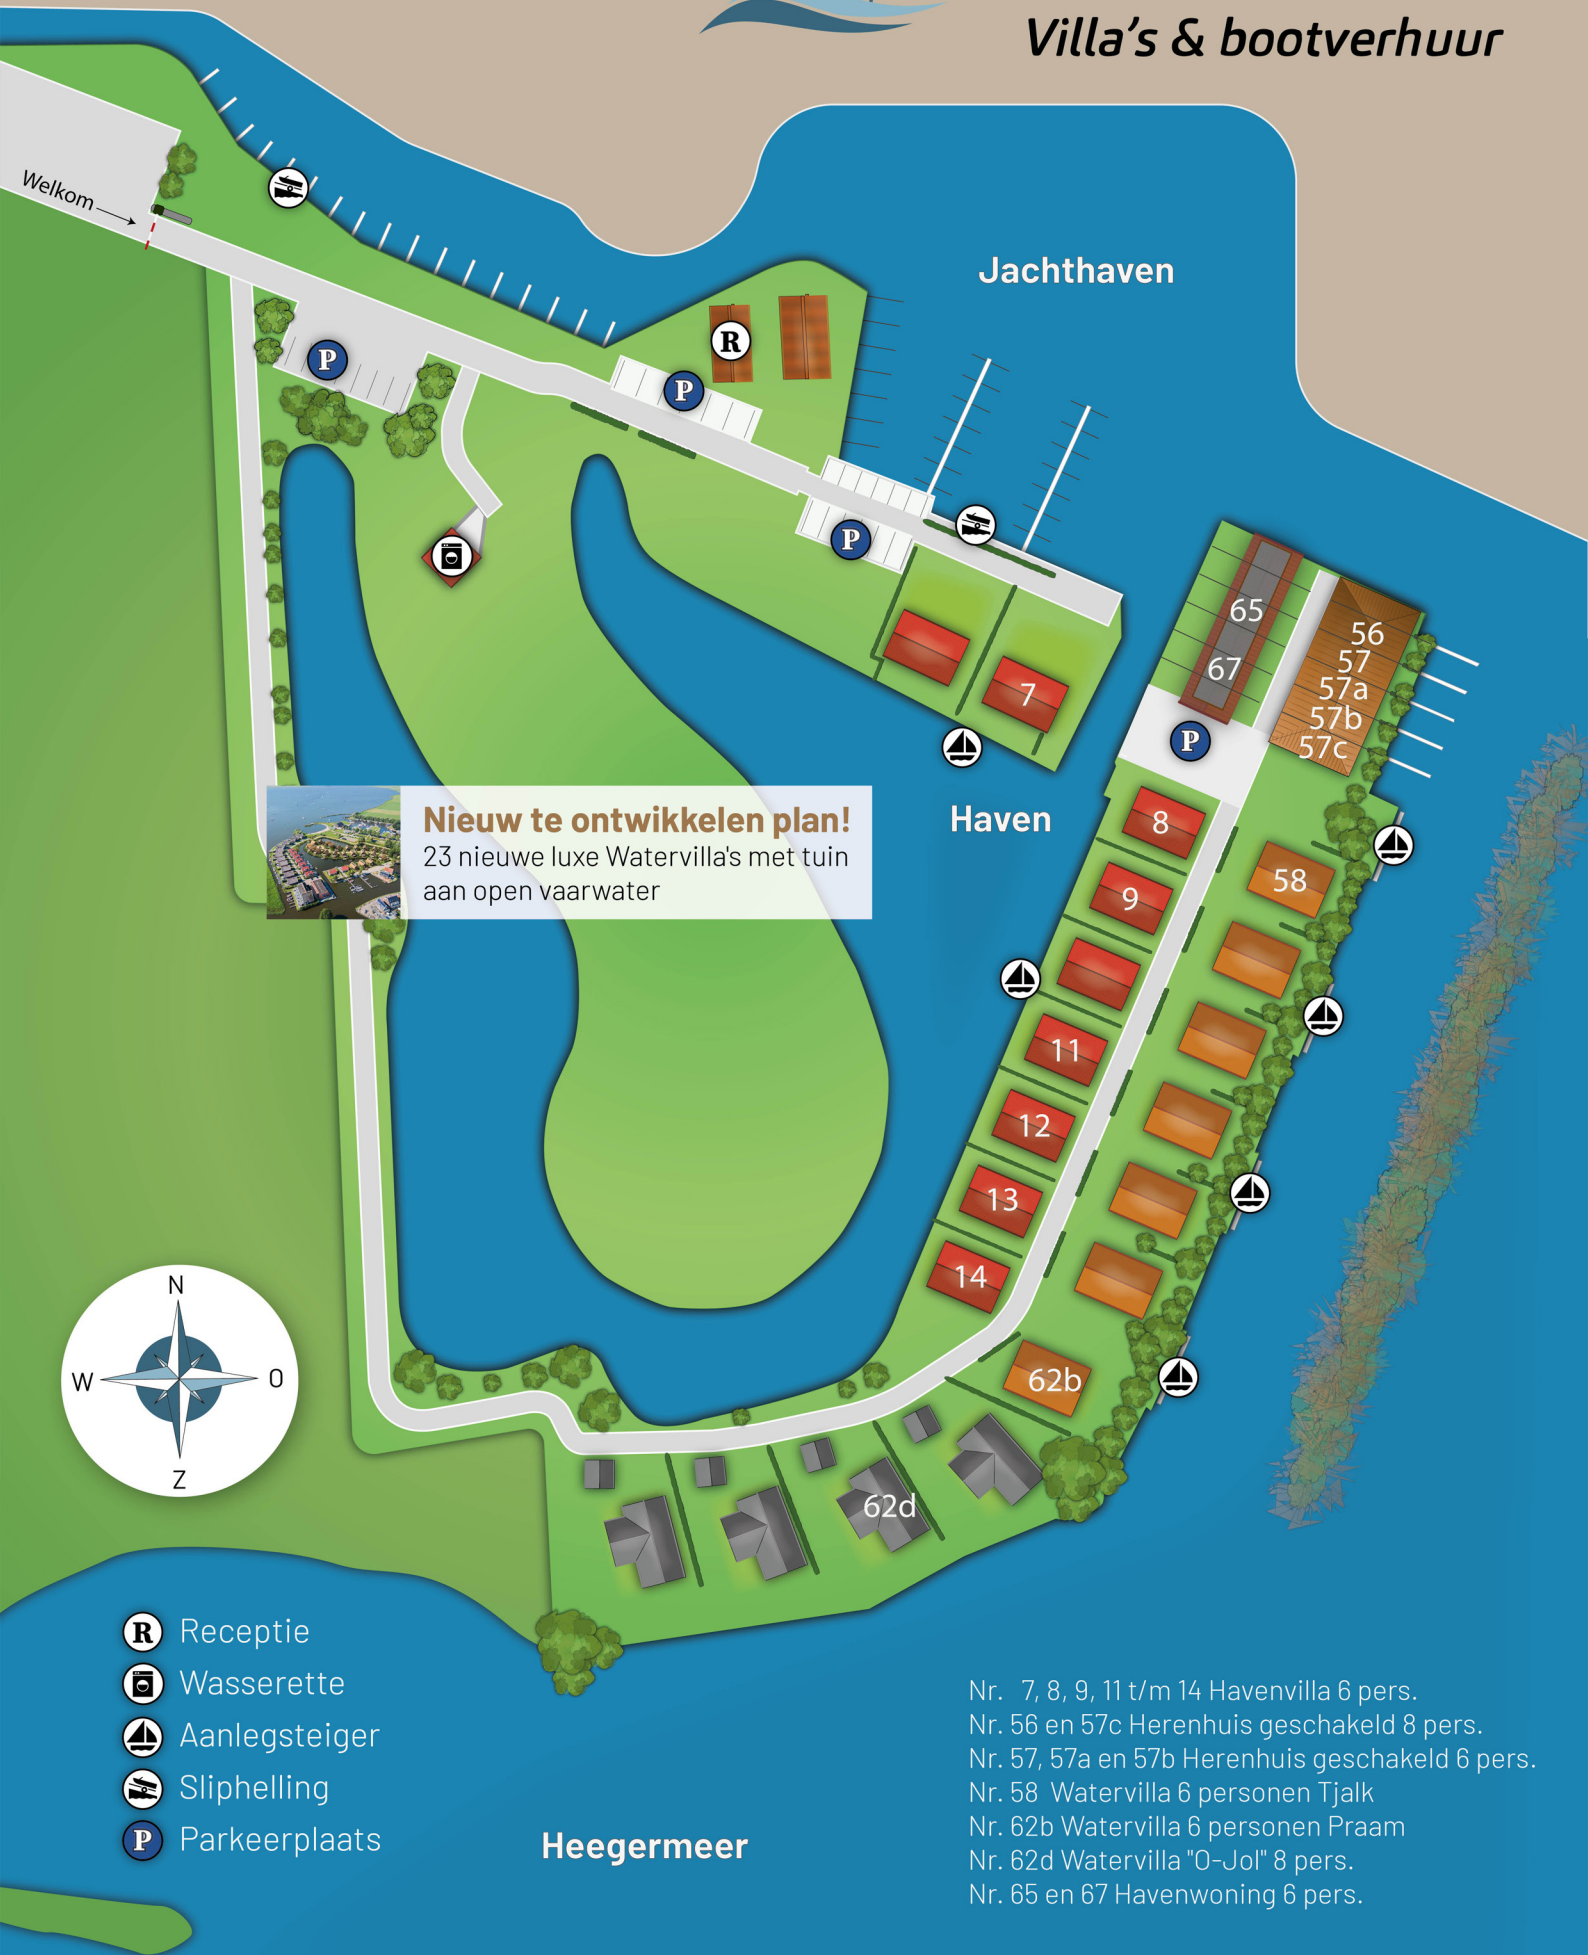 Villa's & bootverhuur
Welkom
Jachthaven
R
P
P
P
65
67
56
57
57a
57b
57c
7
P
Nieuw te ontwikkelen plan!
23 nieuwe luxe Watervilla's met tuin
aan open vaarwater
Haven
8
9
58
11
12
13
14
62b
62d
N
W
O
Z
R Receptie
Wasserette
Aanlegsteiger
Sliphelling
P Parkeerplaats
Heegermeer
Nr. 7, 8, 9, 11 t/m 14 Havenvilla 6 pers.
Nr. 56 en 57c Herenhuis geschakeld 8 pers.
Nr. 57, 57a en 57b Herenhuis geschakeld 6 pers.
Nr. 58 Watervilla 6 personen Tjalk
Nr. 62b Watervilla 6 personen Praam
Nr. 62d Watervilla "O-Jol" 8 pers.
Nr. 65 en 67 Havenwoning 6 pers.